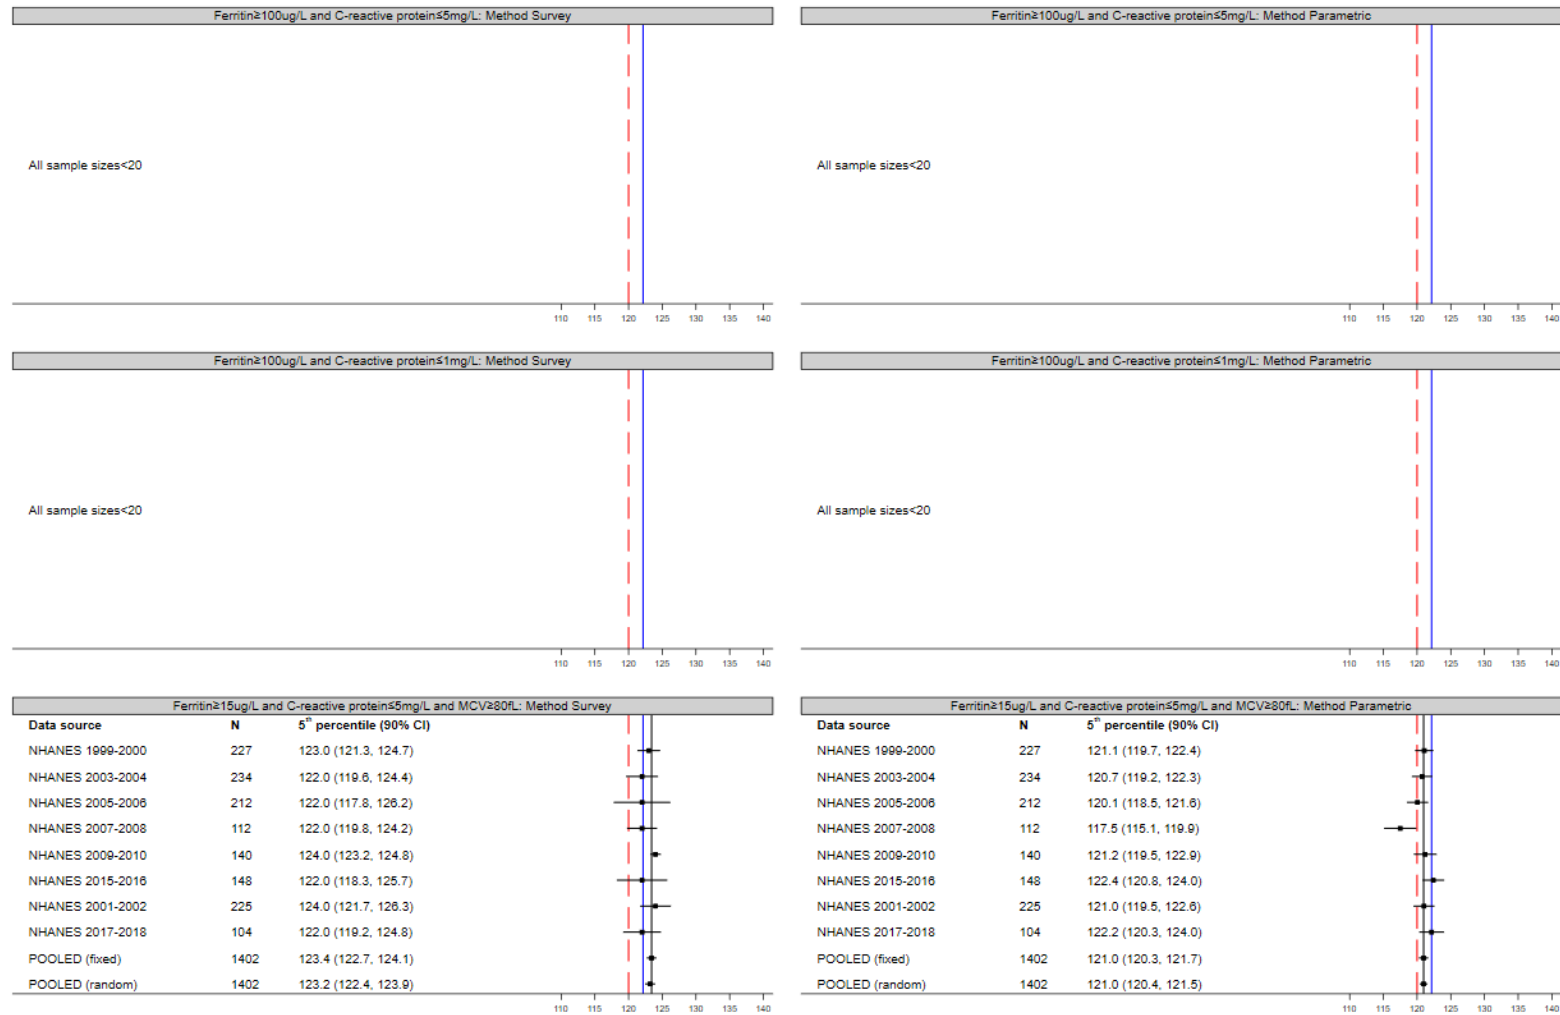 Ferritin≥100ug/L and C-reactive protein≤5mg/L: Method Survey
All sample sizes<20
110 115 120 125 130 135 140
Ferritin≥100ug/L and C-reactive protein≤5mg/L: Method Parametric
All sample sizes<20
110 115 120 125 130 135 140
Ferritin≥100ug/L and C-reactive protein≤1mg/L: Method Survey
All sample sizes<20
110 115 120 125 130 135 140
Ferritin≥100ug/L and C-reactive protein≤1mg/L: Method Parametric
All sample sizes<20
110 115 120 125 130 135 140
Ferritin≥15ug/L and C-reactive protein≤5mg/L and MCV≥80fL: Method Survey
Data source N 5th percentile (90% CI)
NHANES 1999-2000 227 123.0 (121.3, 124.7)
NHANES 2003-2004 234 122.0 (119.6, 124.4)
NHANES 2005-2006 212 122.0 (117.8, 126.2)
NHANES 2007-2008 112 122.0 (119.8, 124.2)
NHANES 2009-2010 140 124.0 (123.2, 124.8)
NHANES 2015-2016 148 122.0 (118.3, 125.7)
NHANES 2001-2002 225 124.0 (121.7, 126.3)
NHANES 2017-2018 104 122.0 (119.2, 124.8)
POOLED (fixed) 1402 123.4 (122.7, 124.1)
POOLED (random) 1402 123.2 (122.4, 123.9)
110 115 120 125 130 135 140
Ferritin≥15ug/L and C-reactive protein≤5mg/L and MCV≥80fL: Method Parametric
Data source N 5th percentile (90% CI)
NHANES 1999-2000 227 121.1 (119.7, 122.4)
NHANES 2003-2004 234 120.7 (119.2, 122.3)
NHANES 2005-2006 212 120.1 (118.5, 121.6)
NHANES 2007-2008 112 117.5 (115.1, 119.9)
NHANES 2009-2010 140 121.2 (119.5, 122.9)
NHANES 2015-2016 148 122.4 (120.8, 124.0)
NHANES 2001-2002 225 121.0 (119.5, 122.6)
NHANES 2017-2018 104 122.2 (120.3, 124.0)
POOLED (fixed) 1402 121.0 (120.3, 121.7)
POOLED (random) 1402 121.0 (120.4, 121.5)
110 115 120 125 130 135 140